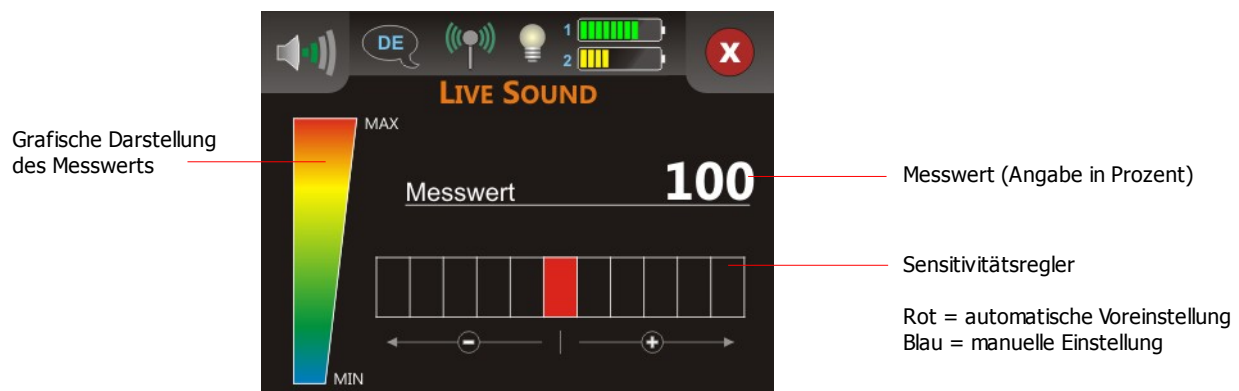 DE
1
2
X
LIVE SOUND
MAX
Grafische Darstellung
des Messwerts
Messwert
100
Messwert (Angabe in Prozent)
Sensitivitätsregler
Rot = automatische Voreinstellung
Blau = manuelle Einstellung
MIN